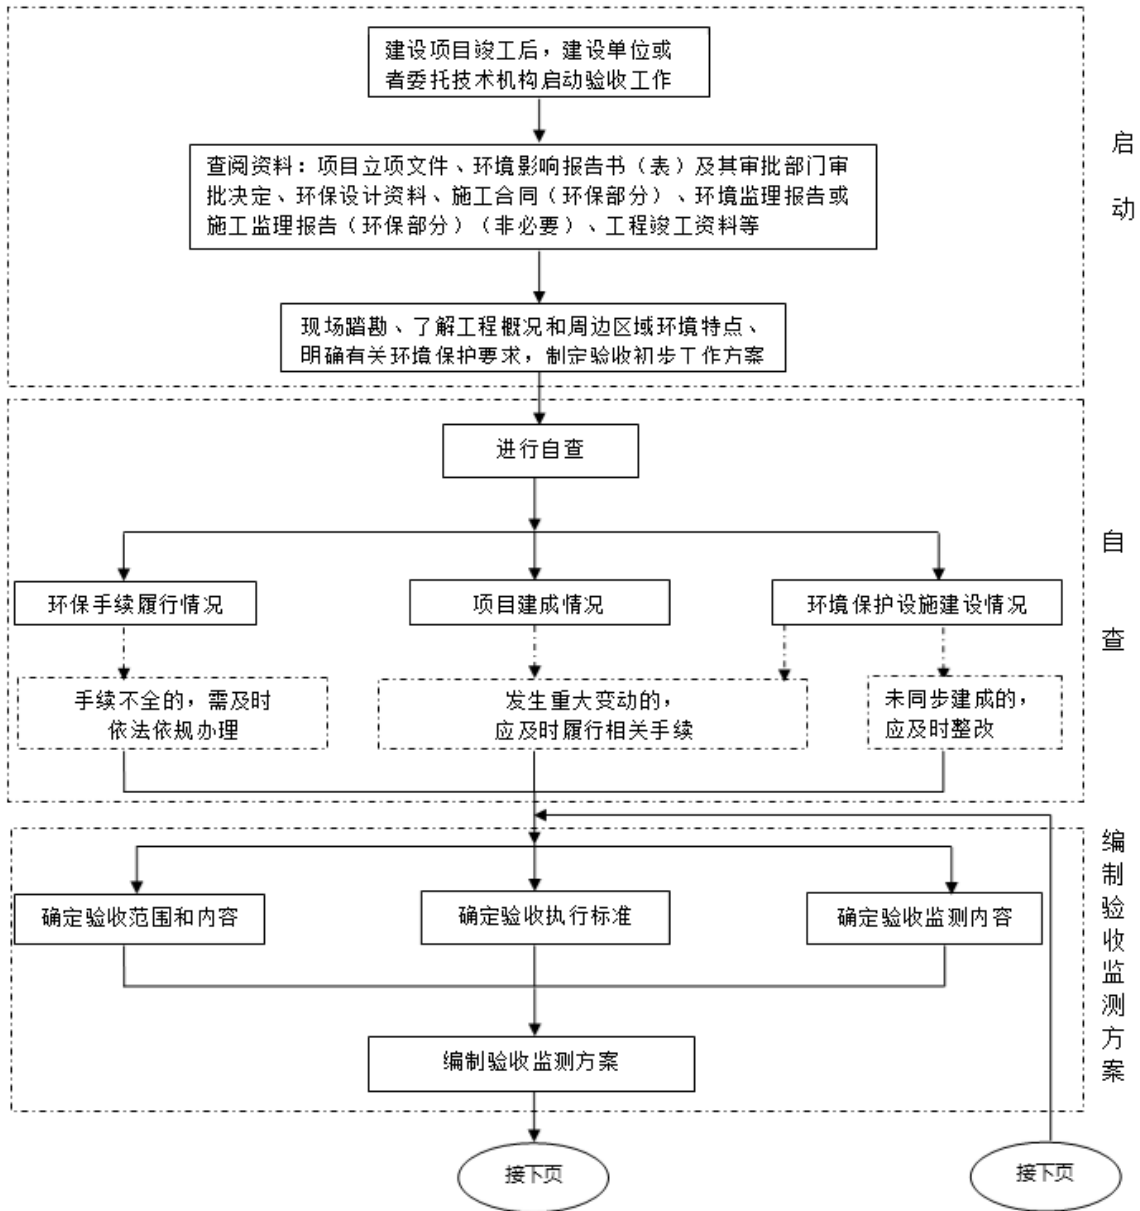 建设项目竣工后，建设单位或
者委托技术机构启动验收工作
启
动
查阅资料：项目立项文件、环境影响报告书（表）及其审批部门审
批决定、环保设计资料、施工合同（环保部分）、环境监理报告或
施工监理报告（环保部分）（非必要）、工程竣工资料等
现场踏勘、了解工程概况和周边区域环境特点、
明确有关环境保护要求，制定验收初步工作方案
进行自查
自
查
环保手续履行情况
项目建成情况
环境保护设施建设情况
手续不全的，需及时
依法依规办理
发生重大变动的，
应及时履行相关手续
未同步建成的，
应及时整改
编
制
验
收
监
测
方
案
确定验收范围和内容
确定验收执行标准
确定验收监测内容
编制验收监测方案
接下页
接下页